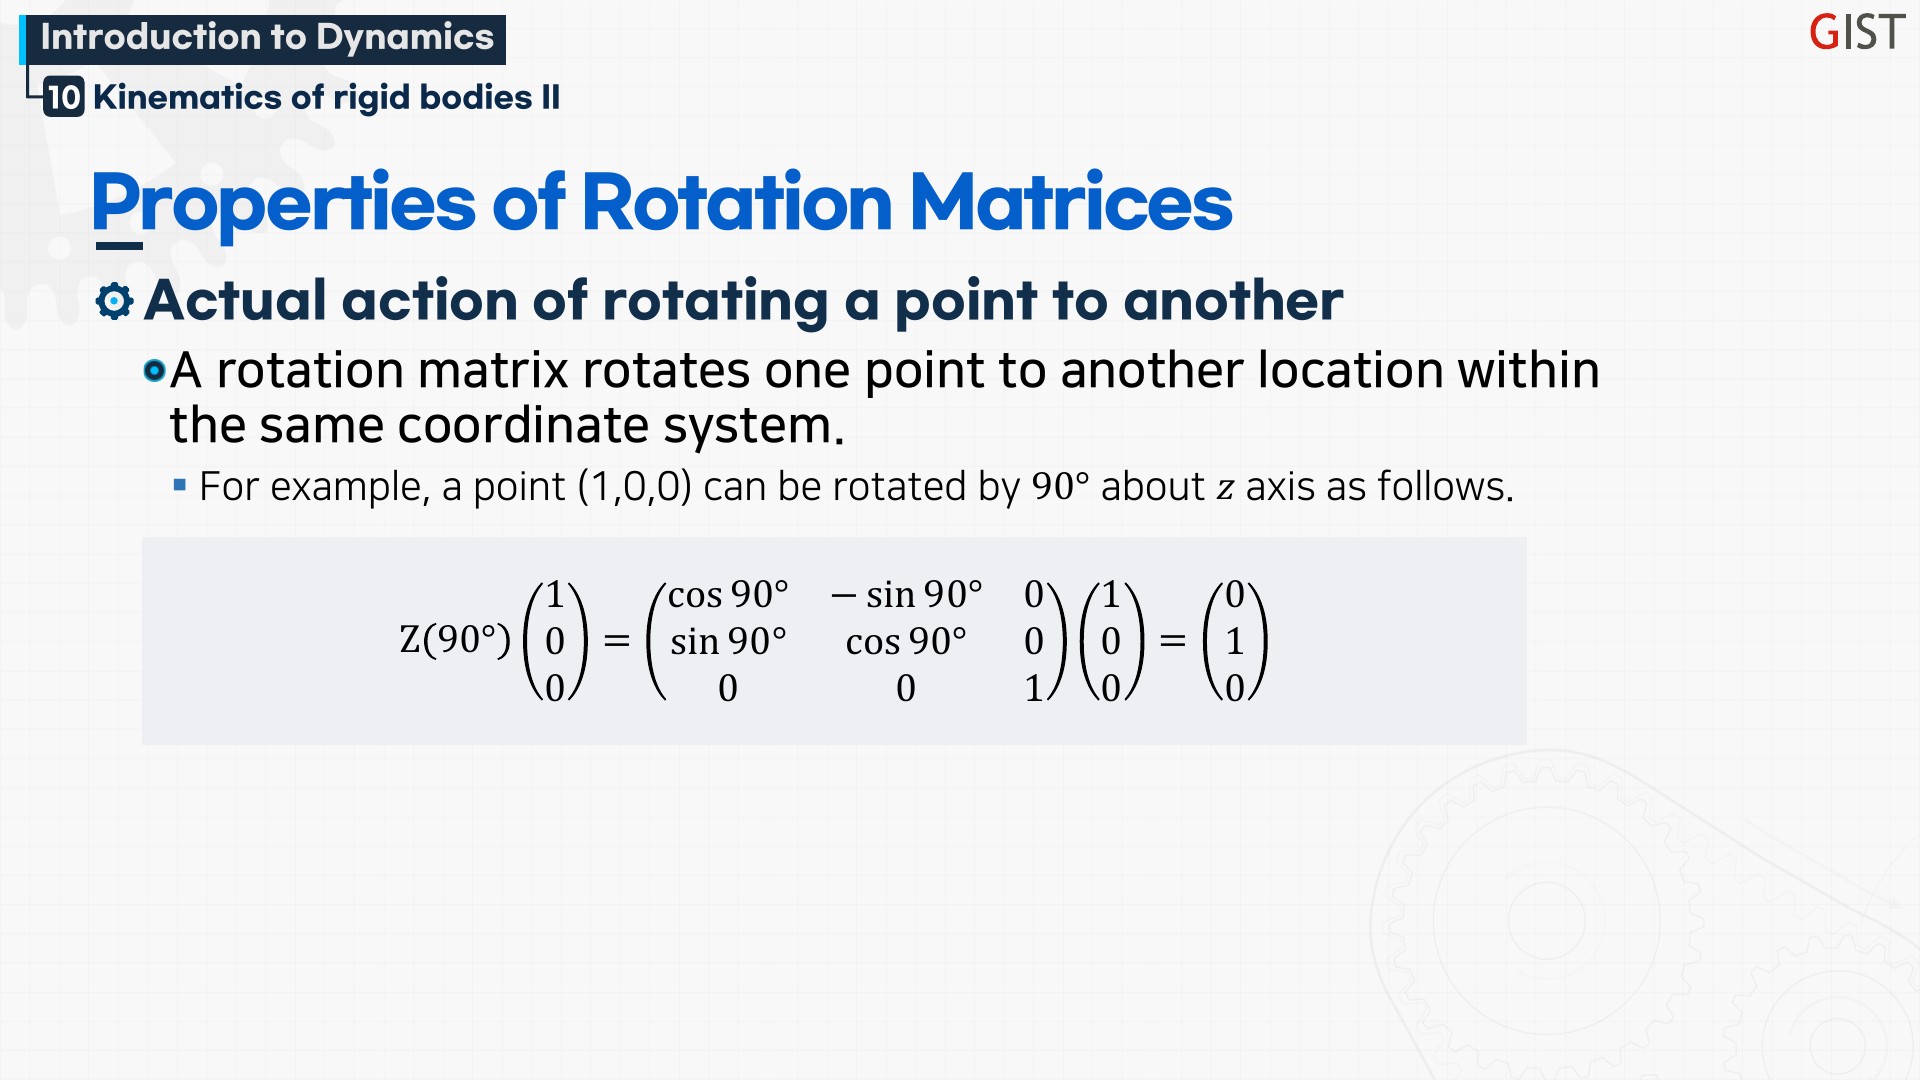 Introduction to Dynamics
GIST
10 Kinematics of rigid bodies II
Properties of Rotation Matrices
Actual action of rotating a point to another
A rotation matrix rotates one point to another location within
the same coordinate system.
For example, a point (1,0,0) can be rotated by 90° about z axis as follows.
1 cos 90° − sin 90° 0 1 0
Z(90°) 0 = sin 90° cos 90° 0 0 = 1
0 0 0 1 0 0